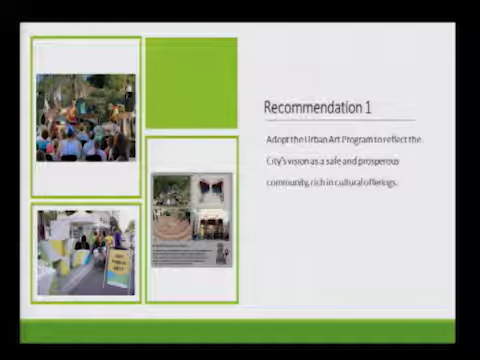 Recommendation 1
Adopt the Urban Art Program to reflect the
City's vision as a safe and prosperous
community, rich in cultural offerings.